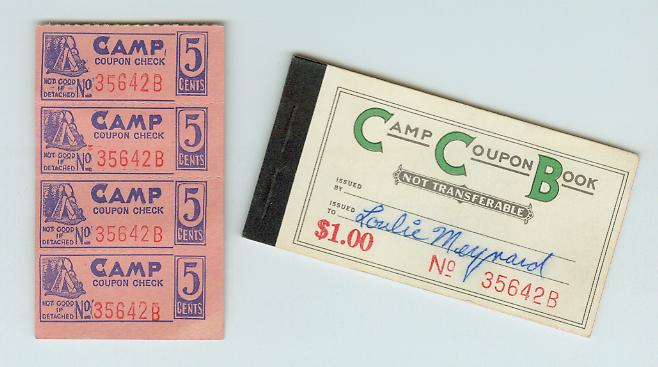 CAMP 5
COUPON CHECK
NOT GOOD IF DETACHED No 35642B CENTS
CAMP 5
COUPON CHECK
NOT GOOD IF DETACHED No 35642B CENTS
CAMP 5
COUPON CHECK
NOT GOOD IF DETACHED No 35642B CENTS
CAMP 5
COUPON CHECK
NOT GOOD IF DETACHED No 35642B CENTS
CAMP COUPON BOOK
NOT TRANSFERABLE
ISSUED BY
ISSUED TO Loulie Meynard
$1.00 No 35642B